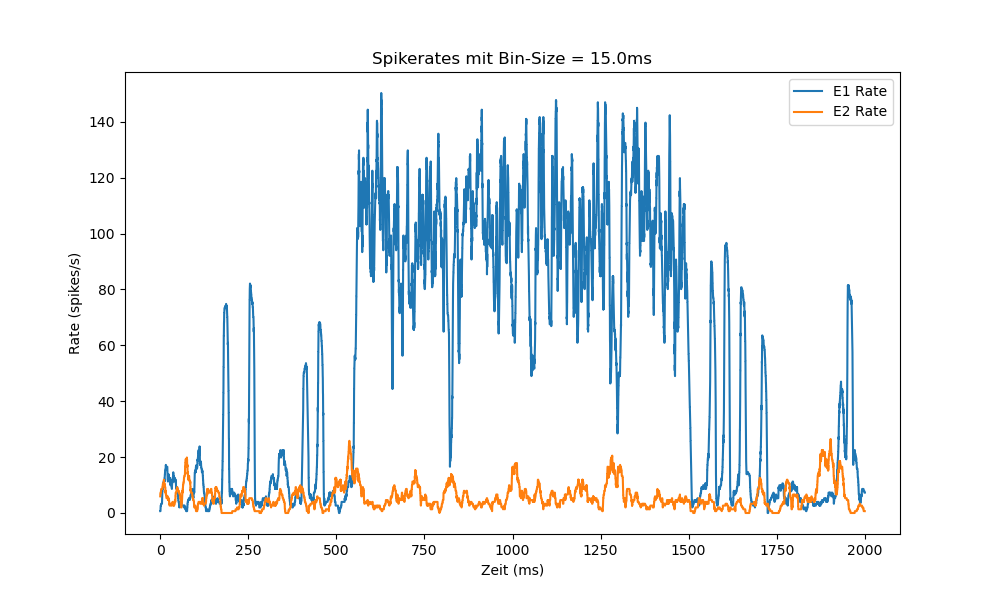 Spikerates mit Bin-Size = 15.0ms
E1 Rate
E2 Rate
Rate (spikes/s)
140
120
100
80
60
40
20
0
0 250 500 750 1000 1250 1500 1750 2000
Zeit (ms)